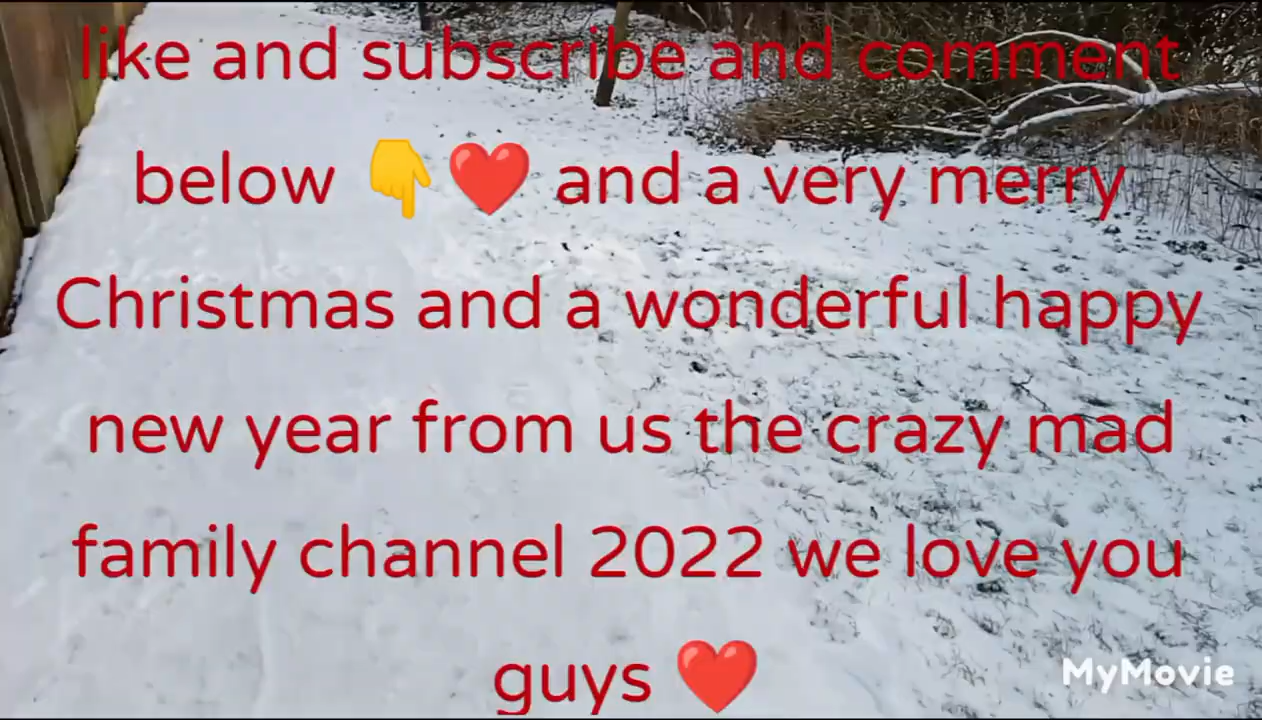 like and subscribe and comment
below 👇❤️ and a very merry
Christmas and a wonderful happy
new year from us the crazy mad
family channel 2022 we love you
guys ❤️
MyMovie